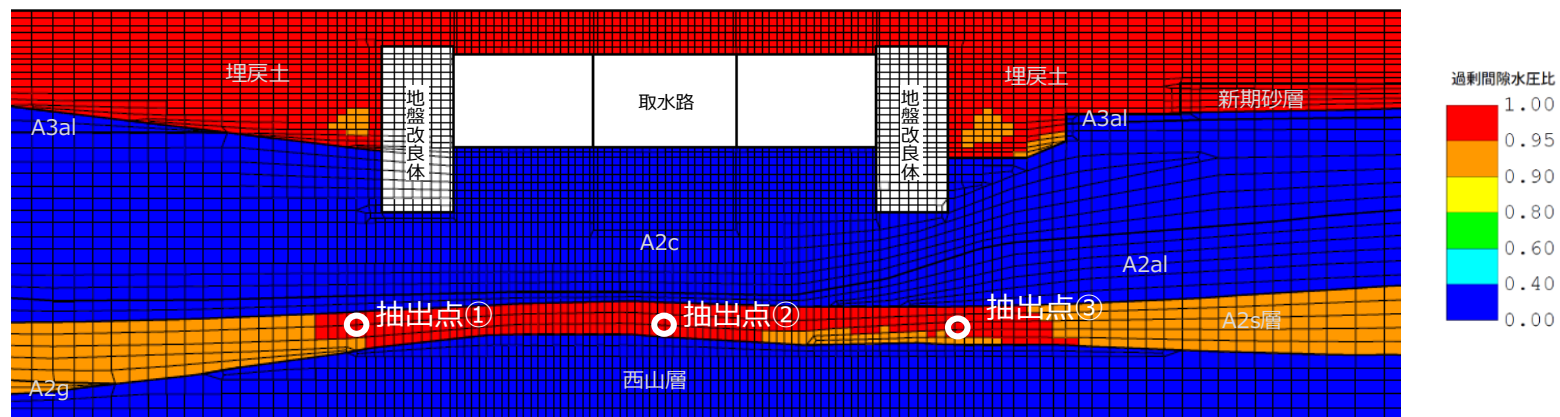 過剰間隙水圧比
1.00
0.95
0.90
0.80
0.60
0.40
0.00
埋戻土
埋戻土
新期砂層
A3al
A3al
地盤改良体
取水路
地盤改良体
A2c
A2al
抽出点①
抽出点②
抽出点③
A2s層
西山層
A2g